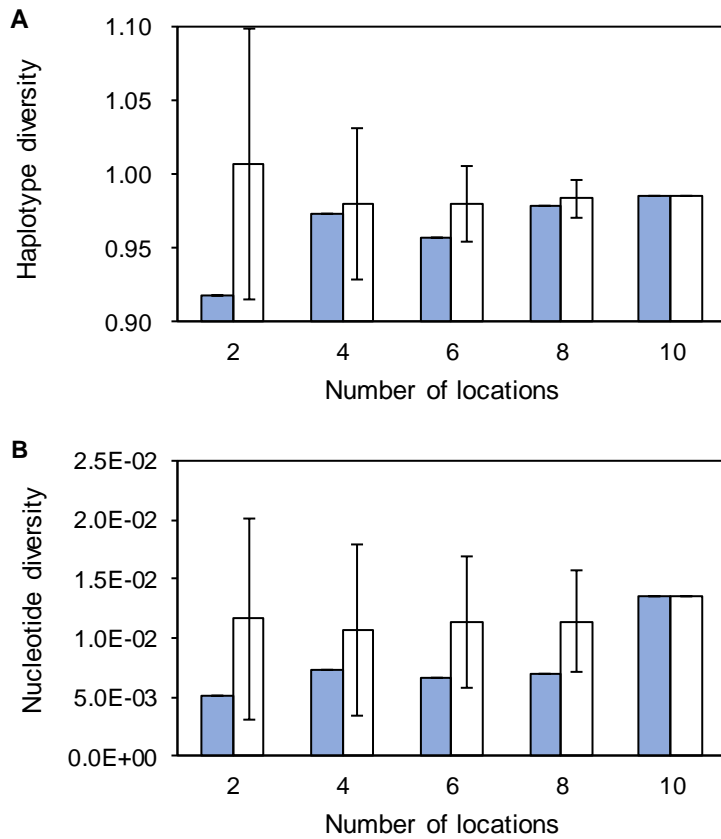 A
Haplotype diversity
1.10
1.05
1.00
0.95
0.90
2 4 6 8 10
Number of locations
B
Nucleotide diversity
2.5E-02
2.0E-02
1.5E-02
1.0E-02
5.0E-03
0.0E+00
2 4 6 8 10
Number of locations